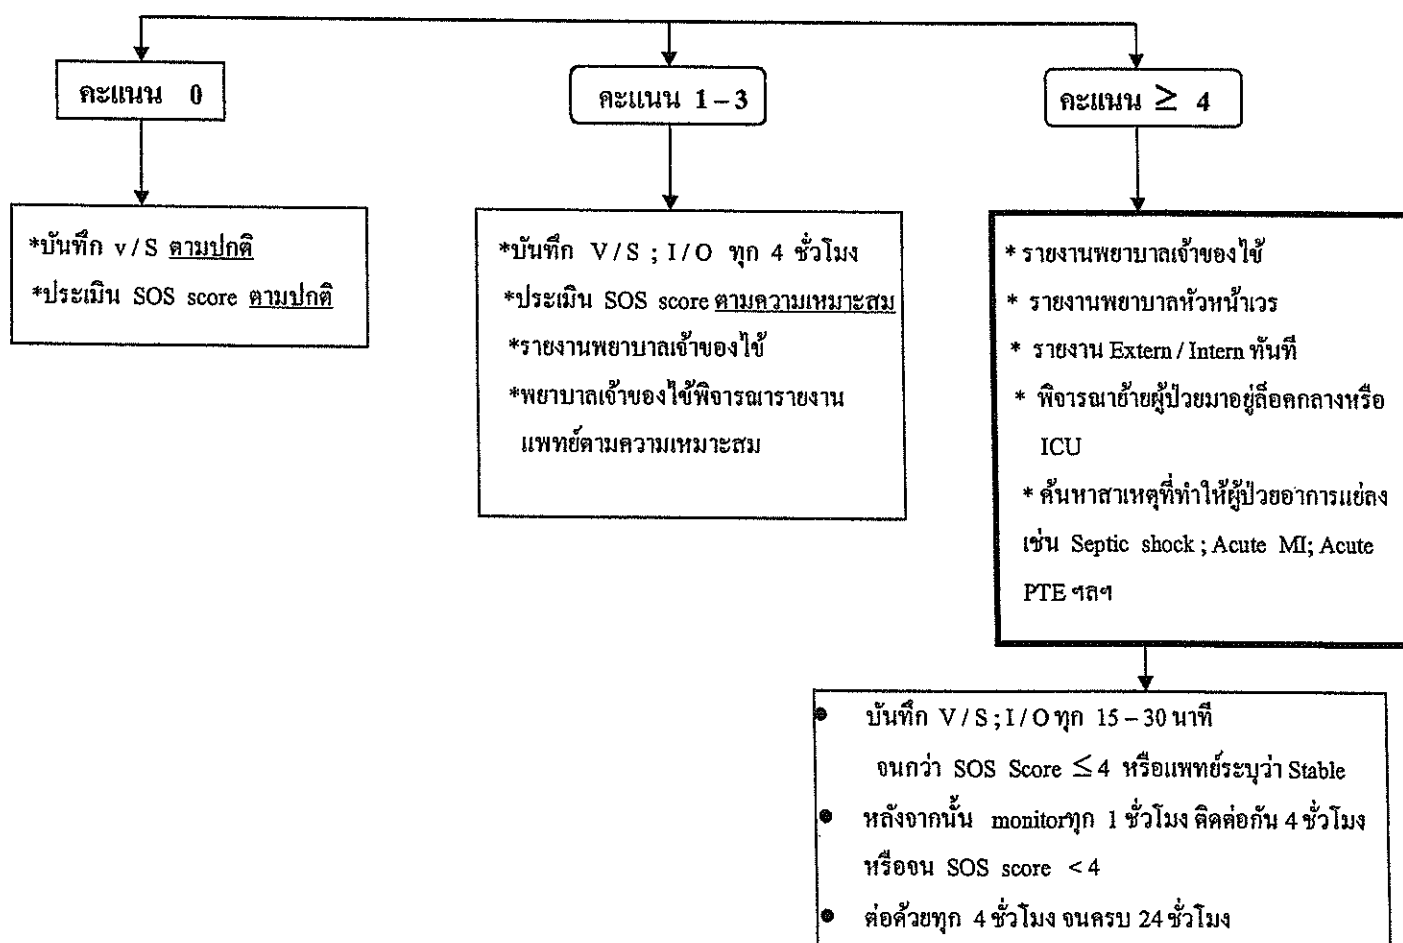 คะแนน 0
*บันทึก v/S ตามปกติ
*ประเมิน SOS score ตามปกติ
คะแนน 1–3
*บันทึก V/S ; I/O ทุก 4 ชั่วโมง
*ประเมิน SOS score ตามความเหมาะสม
*รายงานพยาบาลเจ้าของไข้
*พยาบาลเจ้าของไข้พิจารณารายงาน
แพทย์ตามความเหมาะสม
คะแนน ≥ 4
* รายงานพยาบาลเจ้าของไข้
* รายงานพยาบาลหัวหน้าเวร
* รายงาน Extern / Intern ทันที
* พิจารณาย้ายผู้ป่วยมาอยู่ล็อคกลางหรือ
ICU
* ค้นหาสาเหตุที่ทำให้ผู้ป่วยอาการแย่ลง
เช่น Septic shock ; Acute MI; Acute
PTE ฯลฯ
● บันทึก V/S ; I/O ทุก 15 – 30 นาที
จนกว่า SOS Score ≤ 4 หรือแพทย์ระบุว่า Stable
● หลังจากนั้น monitorทุก 1 ชั่วโมง ติดต่อกัน 4 ชั่วโมง
หรือจน SOS score < 4
● ต่อด้วยทุก 4 ชั่วโมง จนครบ 24 ชั่วโมง